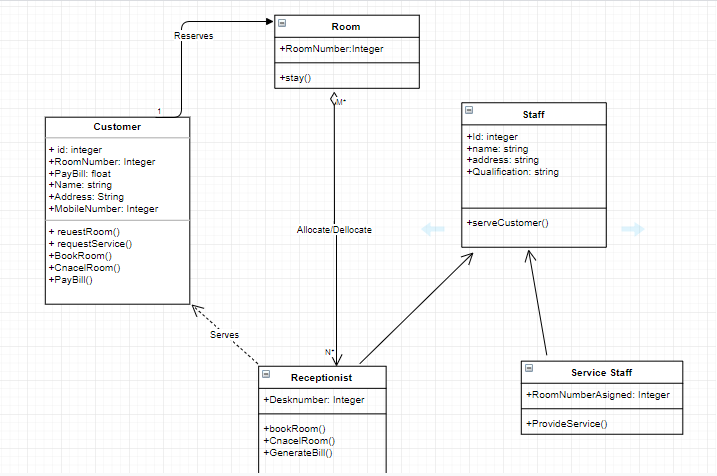 Reserves
Room
+RoomNumber:Integer
+stay()
1
M*
Customer
+ id: integer
+RoomNumber: Integer
+PayBill: float
+Name: string
+Address: String
+MobileNumber: Integer
+ reuestRoom()
+ requestService()
+BookRoom()
+CnacelRoom()
+PayBill()
Staff
+Id: integer
+name: string
+address: string
+Qualification: string
+serveCustomer()
Allocate/Dellocate
Serves
N*
Receptionist
+Desknumber: Integer
+bookRoom()
+CnacelRoom()
+GenerateBill()
Service Staff
+RoomNumberAsigned: Integer
+ProvideService()